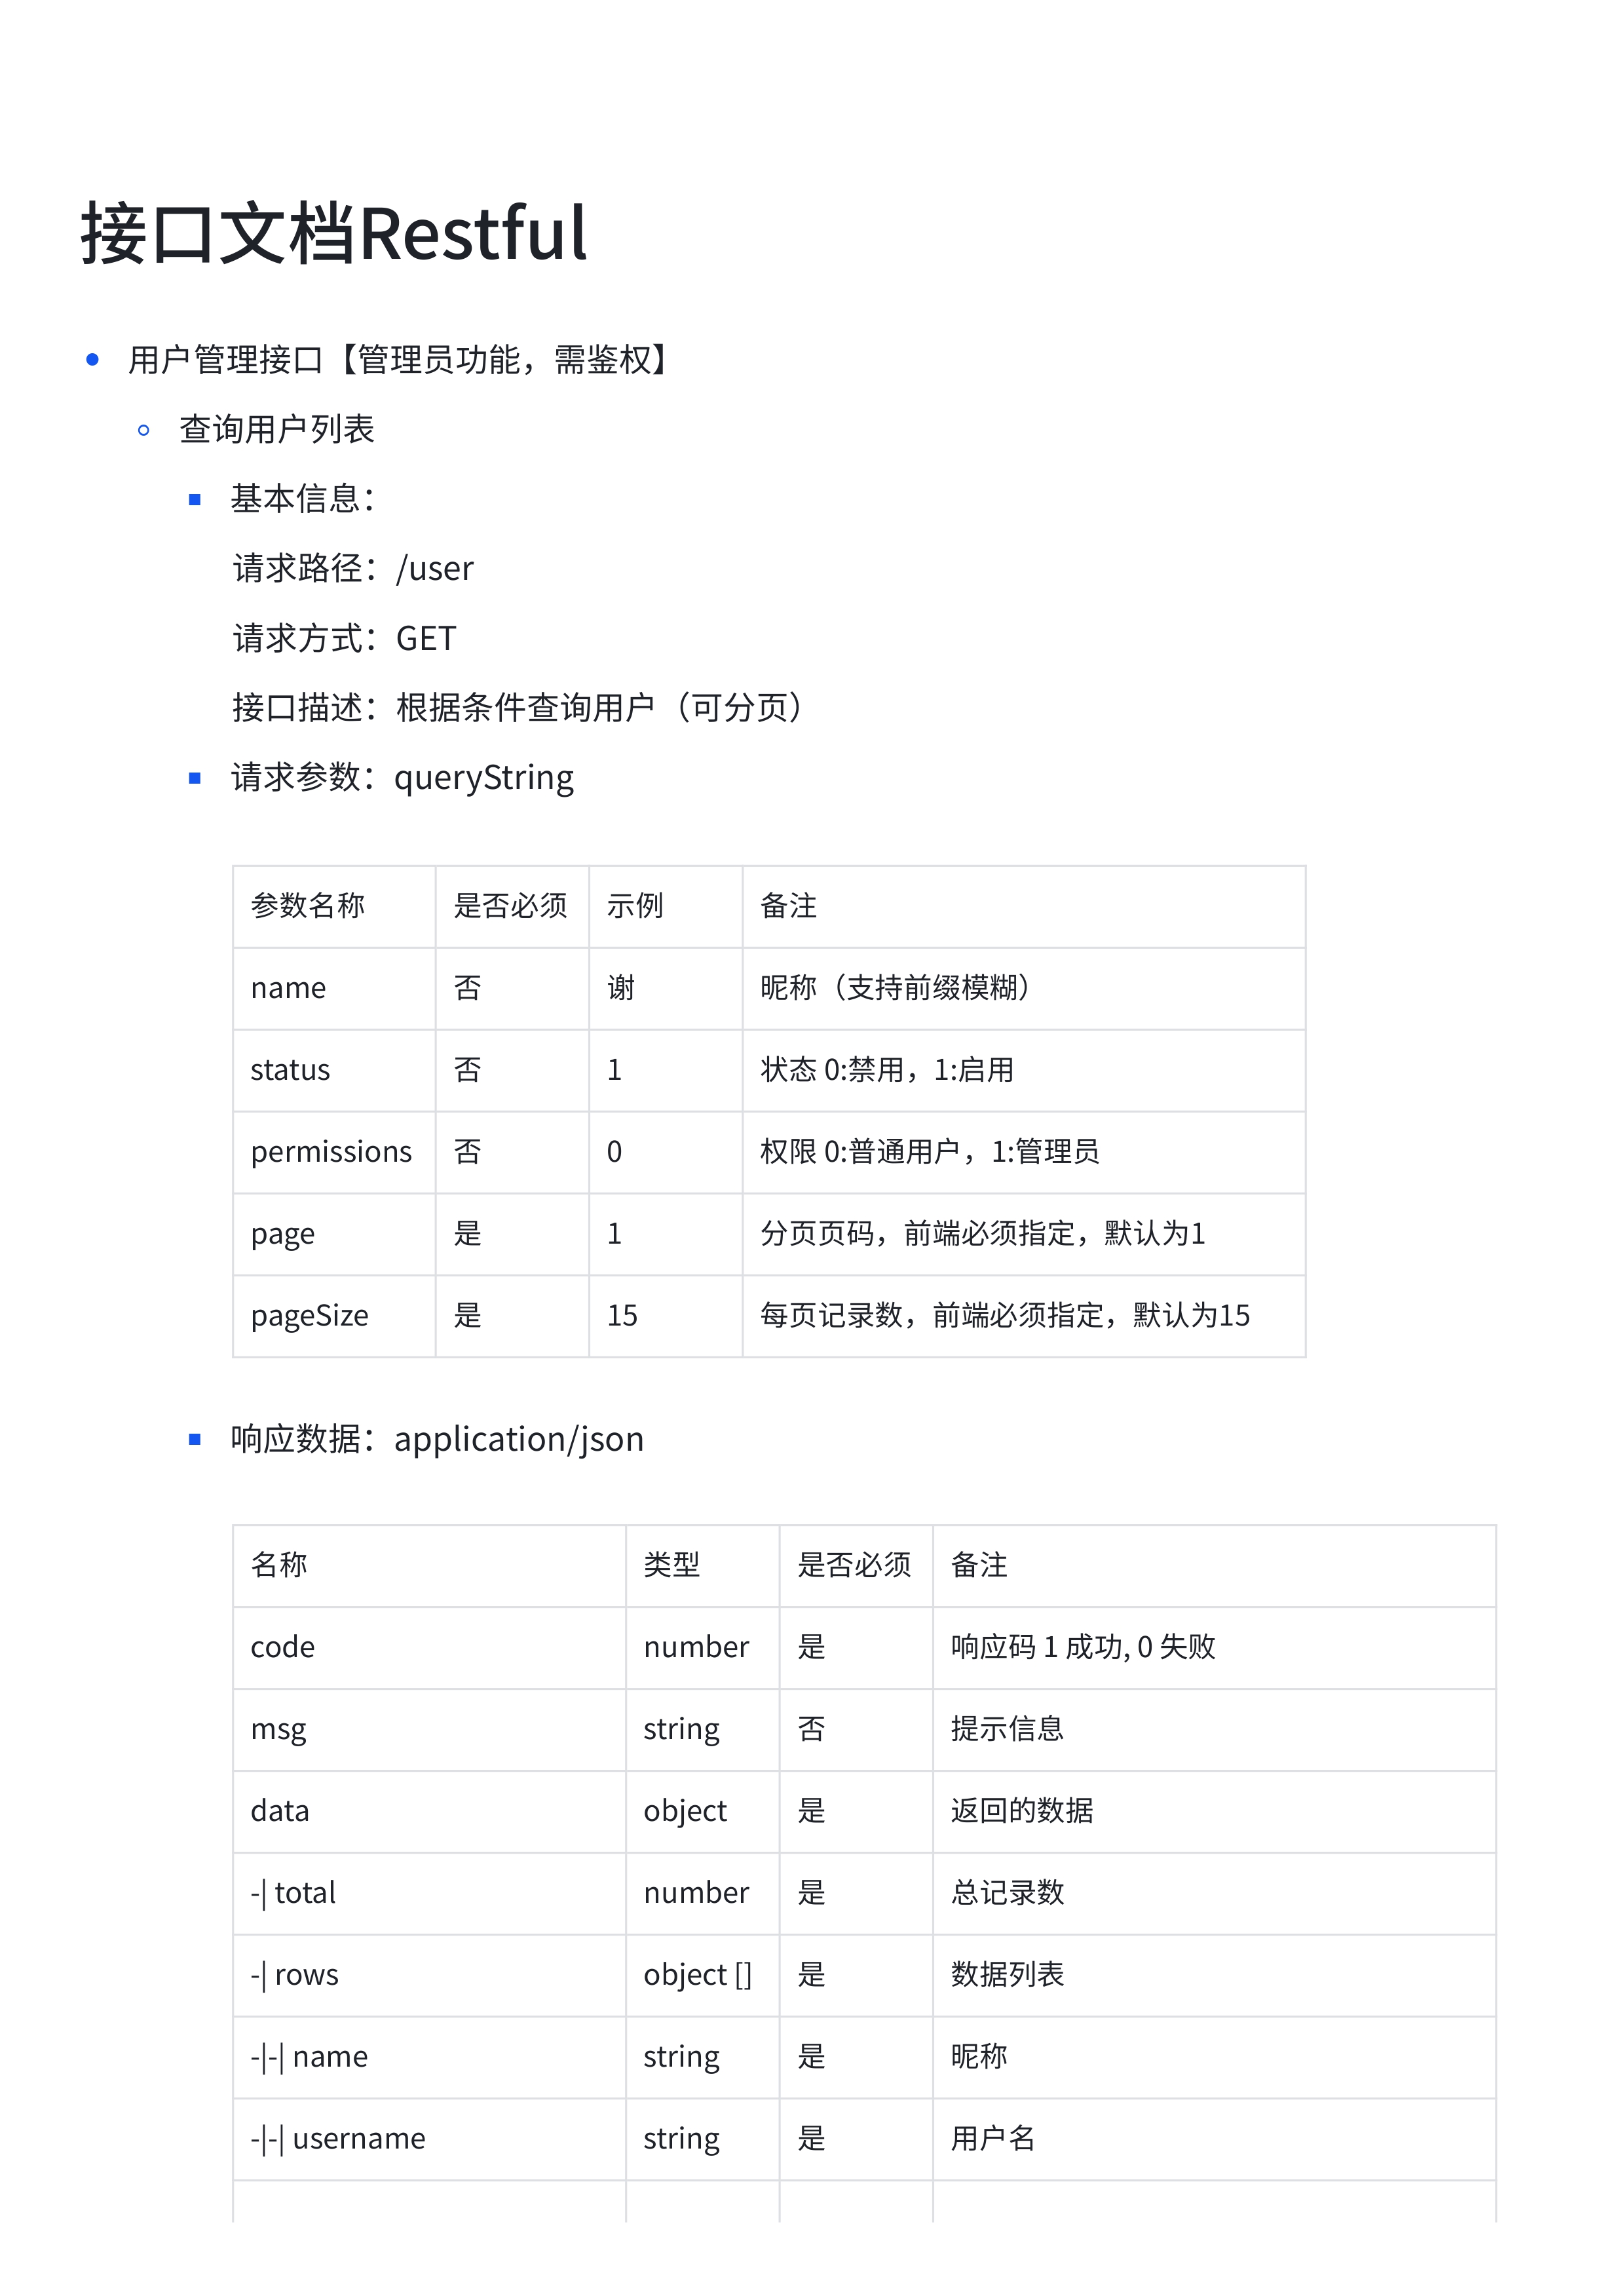 接口文档Restful
用户管理接口【管理员功能，需鉴权】
查询用户列表
基本信息：
请求路径：/user
请求方式：GET
接口描述：根据条件查询用户（可分页）
请求参数：queryString
参数名称 是否必须 示例 备注
name 否 谢 昵称（支持前缀模糊）
status 否 1 状态 0:禁用，1:启用
permissions 否 0 权限 0:普通用户，1:管理员
page 是 1 分页页码，前端必须指定，默认为1
pageSize 是 15 每页记录数，前端必须指定，默认为15
响应数据：application/json
名称 类型 是否必须 备注
code number 是 响应码 1 成功, 0 失败
msg string 否 提示信息
data object 是 返回的数据
-| total number 是 总记录数
-| rows object [] 是 数据列表
-|-| name string 是 昵称
-|-| username string 是 用户名